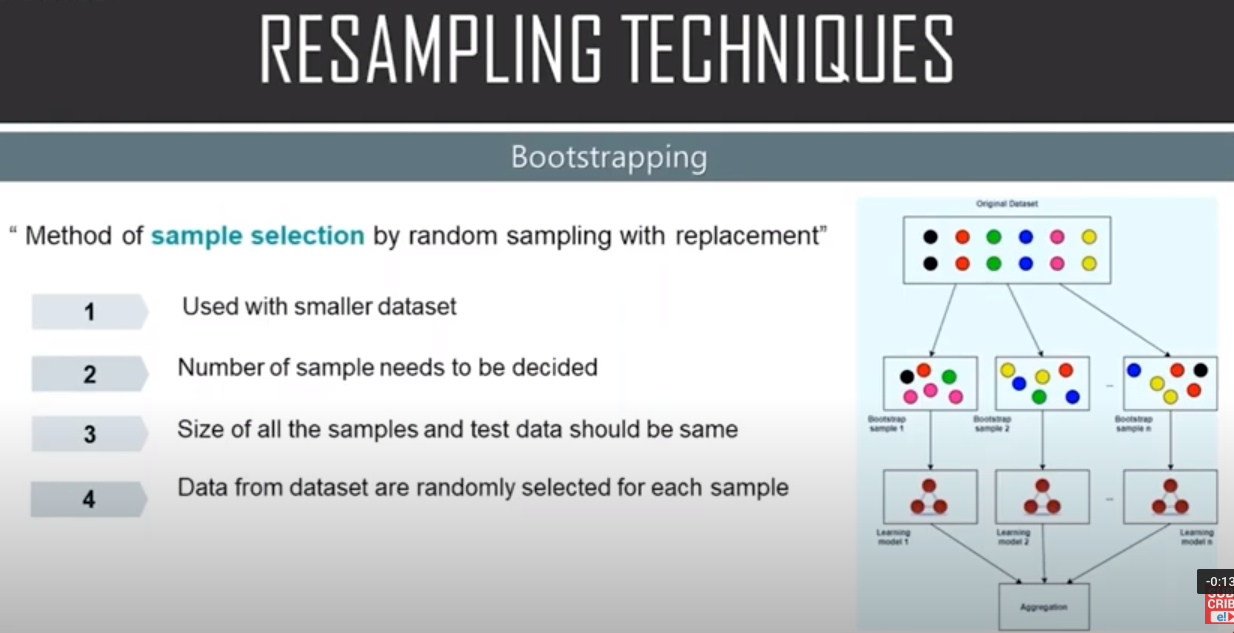 RESAMPLING TECHNIQUES
Bootstrapping
“ Method of sample selection by random sampling with replacement”
1 Used with smaller dataset
2 Number of sample needs to be decided
3 Size of all the samples and test data should be same
4 Data from dataset are randomly selected for each sample
Original Dataset
Bootstrap
sample 1
Bootstrap
sample 2
...
Bootstrap
sample n
...
Learning
model 1
Learning
model 2
Learning
model n
Aggregation
-0:13
CRIB
e!